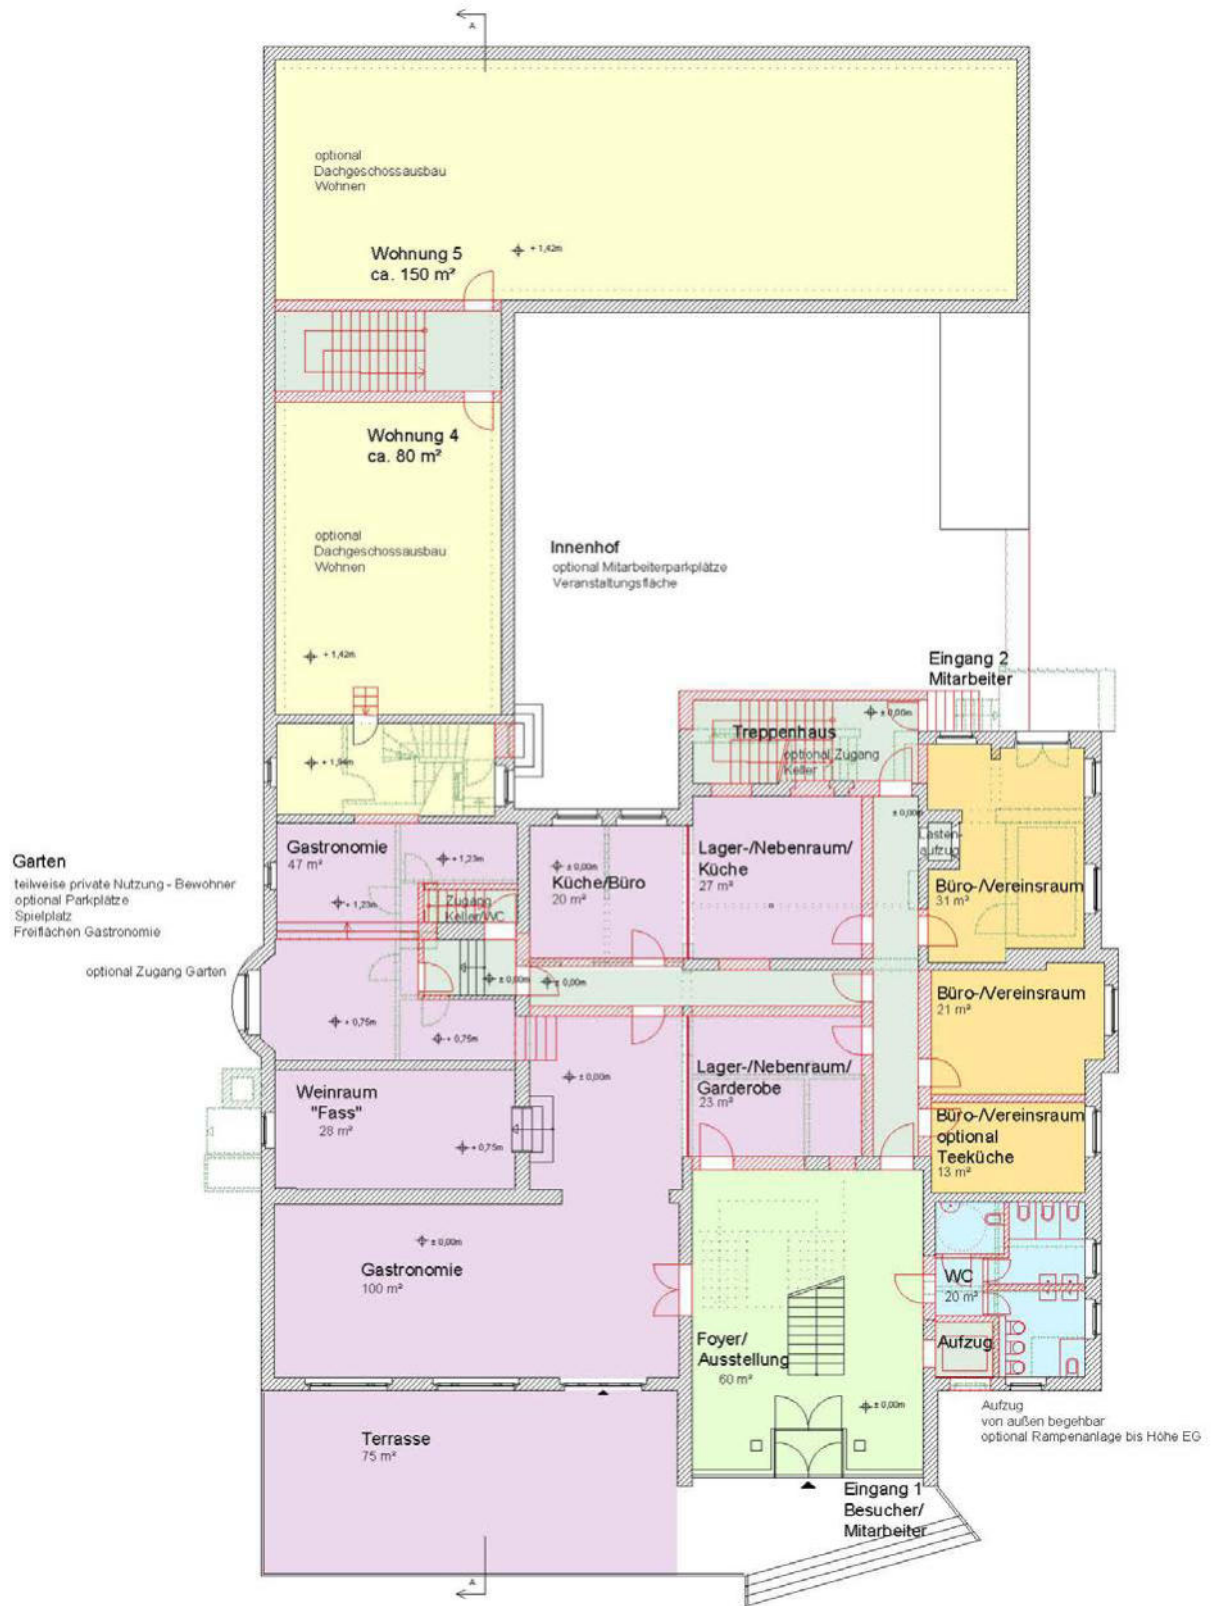 A
optional
Dachgeschossausbau
Wohnen
Wohnung 5
ca. 150 m²
+ 1,42m
Wohnung 4
ca. 80 m²
optional
Dachgeschossausbau
Wohnen
Innenhof
optional Mitarbeiterparkplätze
Veranstaltungsfläche
+ 1,42m
Eingang 2
Mitarbeiter
± 0,00m
Treppenhaus
optional Zugang
Keller
± 0,00m
Lasten-
aufzug
Garten
teilweise private Nutzung - Bewohner
optional Parkplätze
Spielplatz
Freiflächen Gastronomie
optional Zugang Garten
Gastronomie
47 m²
+ 1,23m
+ 1,23m
Zugang
Keller/WC
± 0,00m
Küche/Büro
20 m²
Lager-/Nebenraum/
Küche
27 m²
Büro-/Vereinsraum
31 m²
± 0,00m
± 0,00m
+ 0,75m
+ 0,75m
Büro-/Vereinsraum
21 m²
± 0,00m
Lager-/Nebenraum/
Garderobe
23 m²
Weinraum
"Fass"
28 m²
+ 0,75m
Büro-/Vereinsraum
optional
Teeküche
13 m²
± 0,00m
Gastronomie
100 m²
WC
20 m²
Aufzug
Foyer/
Ausstellung
60 m²
± 0,00m
Aufzug
von außen begehbar
optional Rampenanlage bis Höhe EG
Terrasse
75 m²
Eingang 1
Besucher/
Mitarbeiter
A